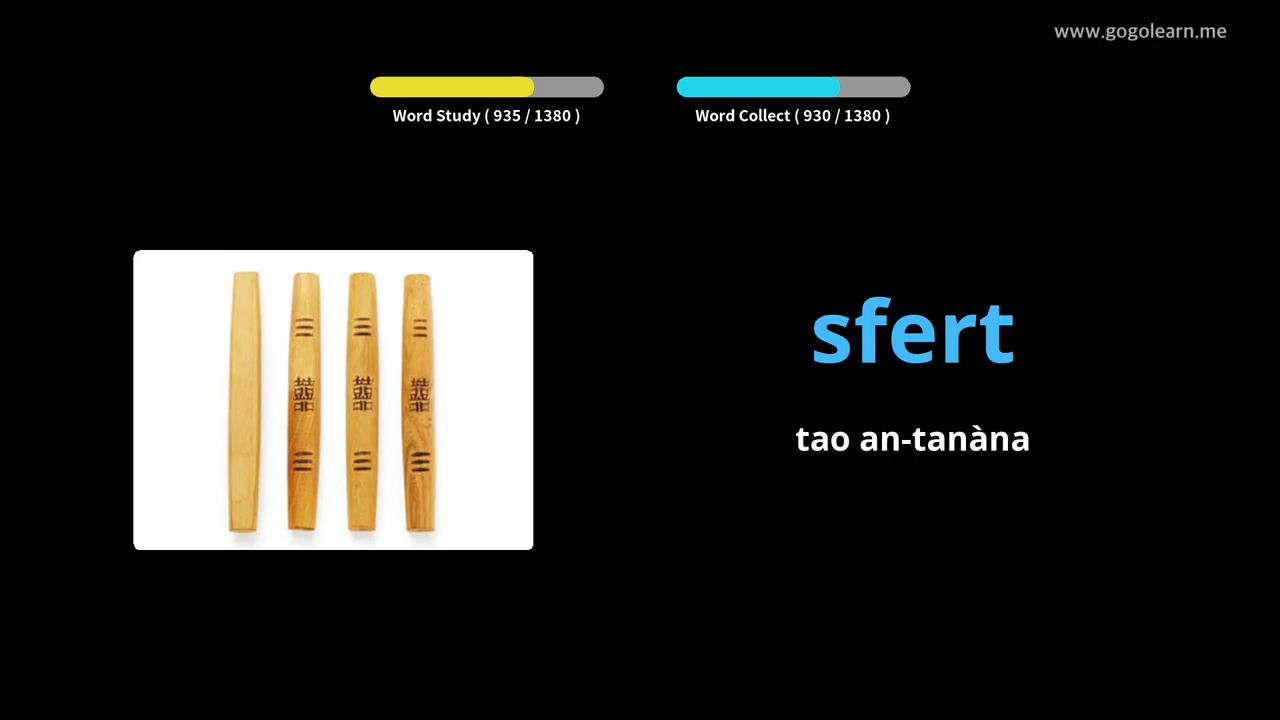 www.gogolearn.me
Word Study ( 935 / 1380 )
Word Collect ( 930 / 1380 )
sfert
tao an-tanàna